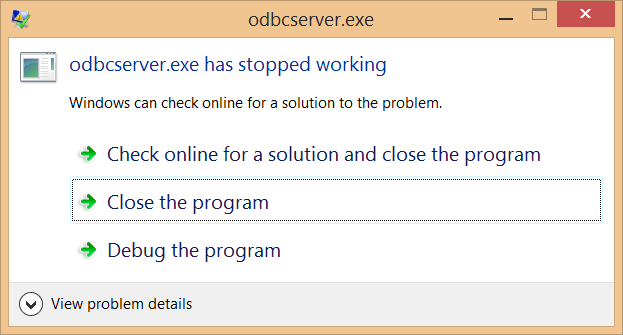 odbcserver.exe
odbcserver.exe has stopped working
Windows can check online for a solution to the problem.
Check online for a solution and close the program
Close the program
Debug the program
View problem details